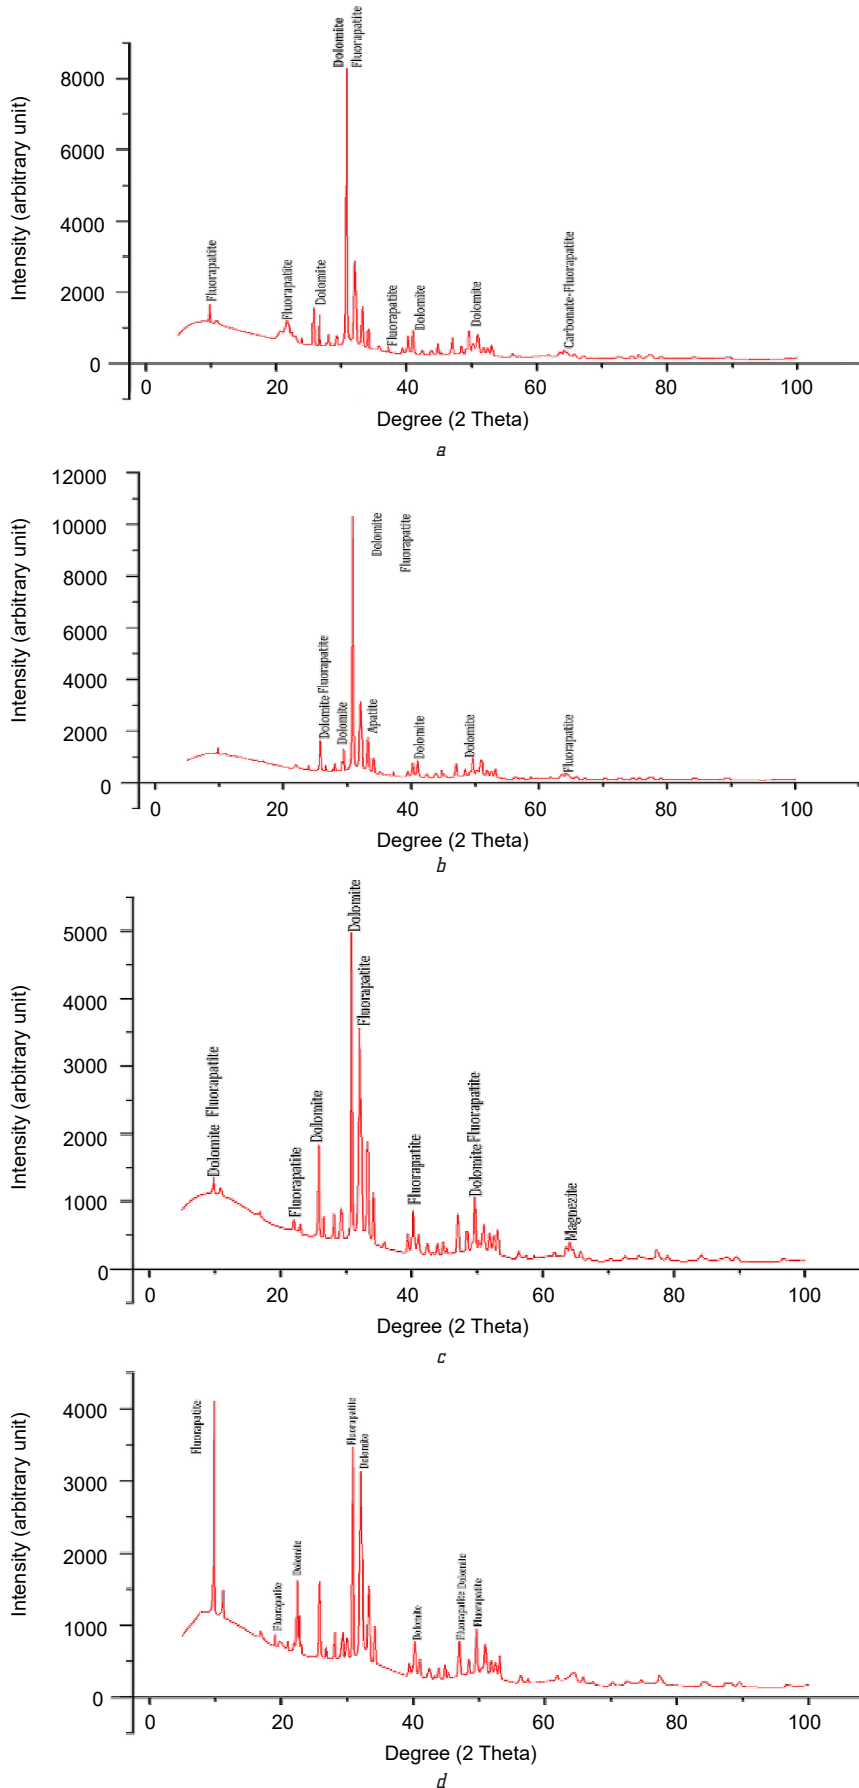 Dolomite
Fluorapatite
8000
6000
4000
2000
0
Intensity (arbitrary unit)
Fluorapatite
Fluorapatite
Dolomite
Fluorapatite
Dolomite
Dolomite
Carbonate-Fluorapatite
0 20 40 60 80 100
Degree (2 Theta)
a
12000
10000
8000
6000
4000
2000
0
Intensity (arbitrary unit)
Dolomite
Fluorapatite
Dolomite Fluorapatite
Dolomite
Apatite
Dolomite
Dolomite
Fluorapatite
0 20 40 60 80 100
Degree (2 Theta)
b
5000
4000
3000
2000
1000
0
Intensity (arbitrary unit)
Dolomite Fluorapatite
Fluorapatite
Dolomite
Dolomite
Fluorapatite
Fluorapatite
Dolomite Fluorapatite
Magnezite
0 20 40 60 80 100
Degree (2 Theta)
c
4000
3000
2000
1000
0
Intensity (arbitrary unit)
Fluorapatite
Fluorapatite
Dolomite
Fluorapatite
Dolomite
Dolomite
Fluorapatite Dolomite
Fluorapatite
0 20 40 60 80 100
Degree (2 Theta)
d